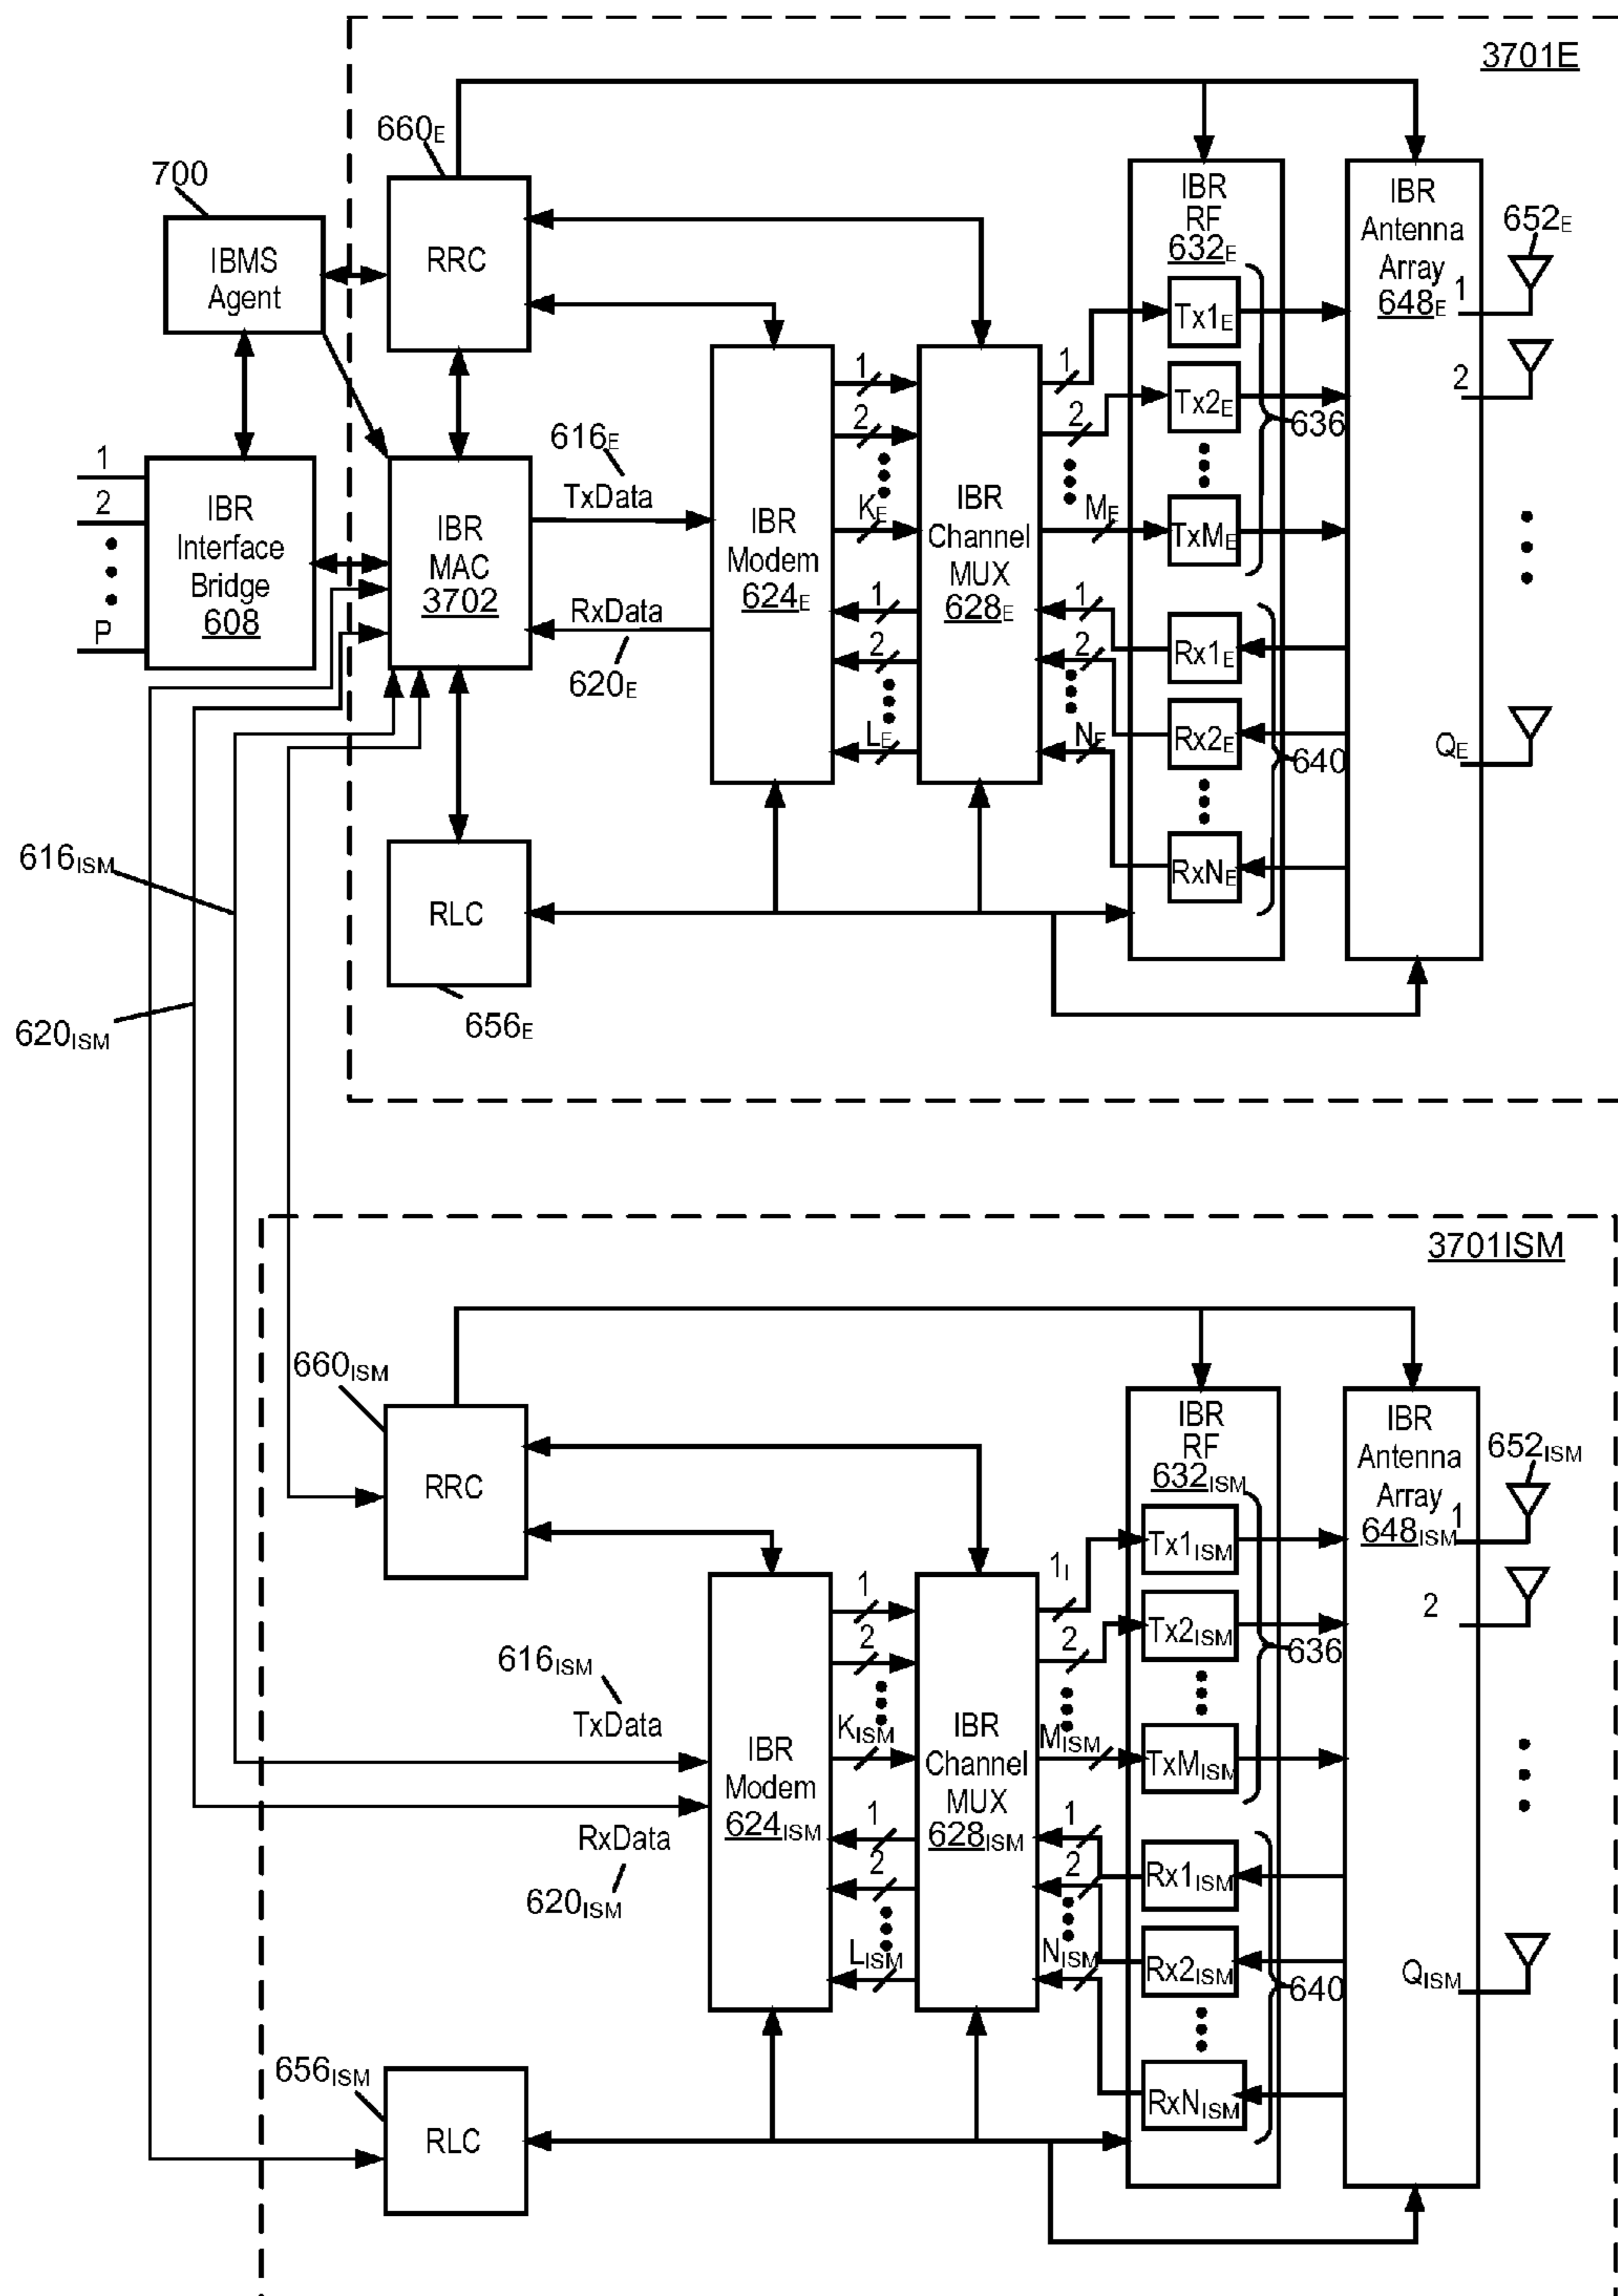 3701E
660E
700
IBMS
Agent
RRC
IBR
RF
632E
IBR
Antenna
Array
648E
652E
1
2
QE
Tx1E
Tx2E
TxME
636
Rx1E
Rx2E
RxNE
640
1
2
P
IBR
Interface
Bridge
608
IBR
MAC
3702
616E
TxData
RxData
620E
IBR
Modem
624E
1
2
KE
1
2
LE
IBR
Channel
MUX
628E
1
2
ME
1
2
NE
RLC
656E
616ISM
620ISM
3701ISM
660ISM
RRC
IBR
RF
632ISM
IBR
Antenna
Array
648ISM
652ISM
1
2
QISM
Tx1ISM
Tx2ISM
TxMISM
636
Rx1ISM
Rx2ISM
RxNISM
640
616ISM
TxData
RxData
620ISM
IBR
Modem
624ISM
1
2
KISM
1
2
LISM
IBR
Channel
MUX
628ISM
1I
2
MISM
1
2
NISM
656ISM
RLC